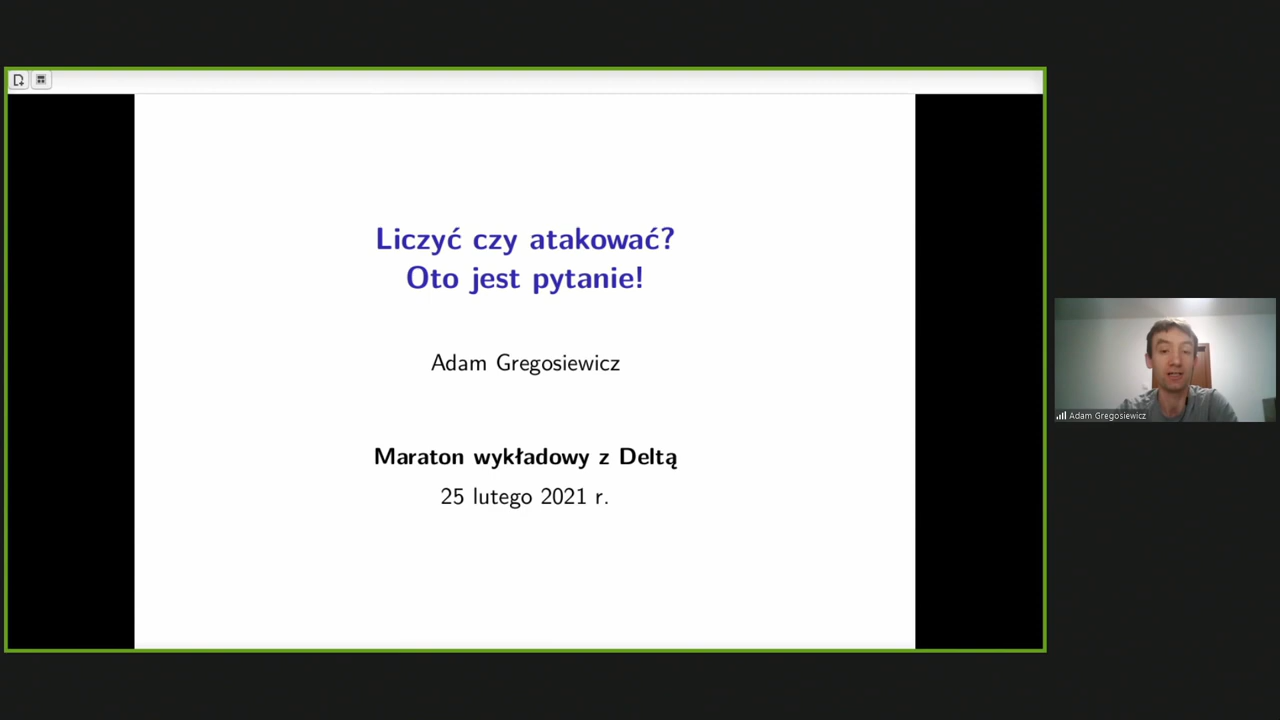 Liczyć czy atakować?
Oto jest pytanie!
Adam Gregosiewicz
Maraton wykładowy z Deltą
25 lutego 2021 r.
Adam Gregosiewicz